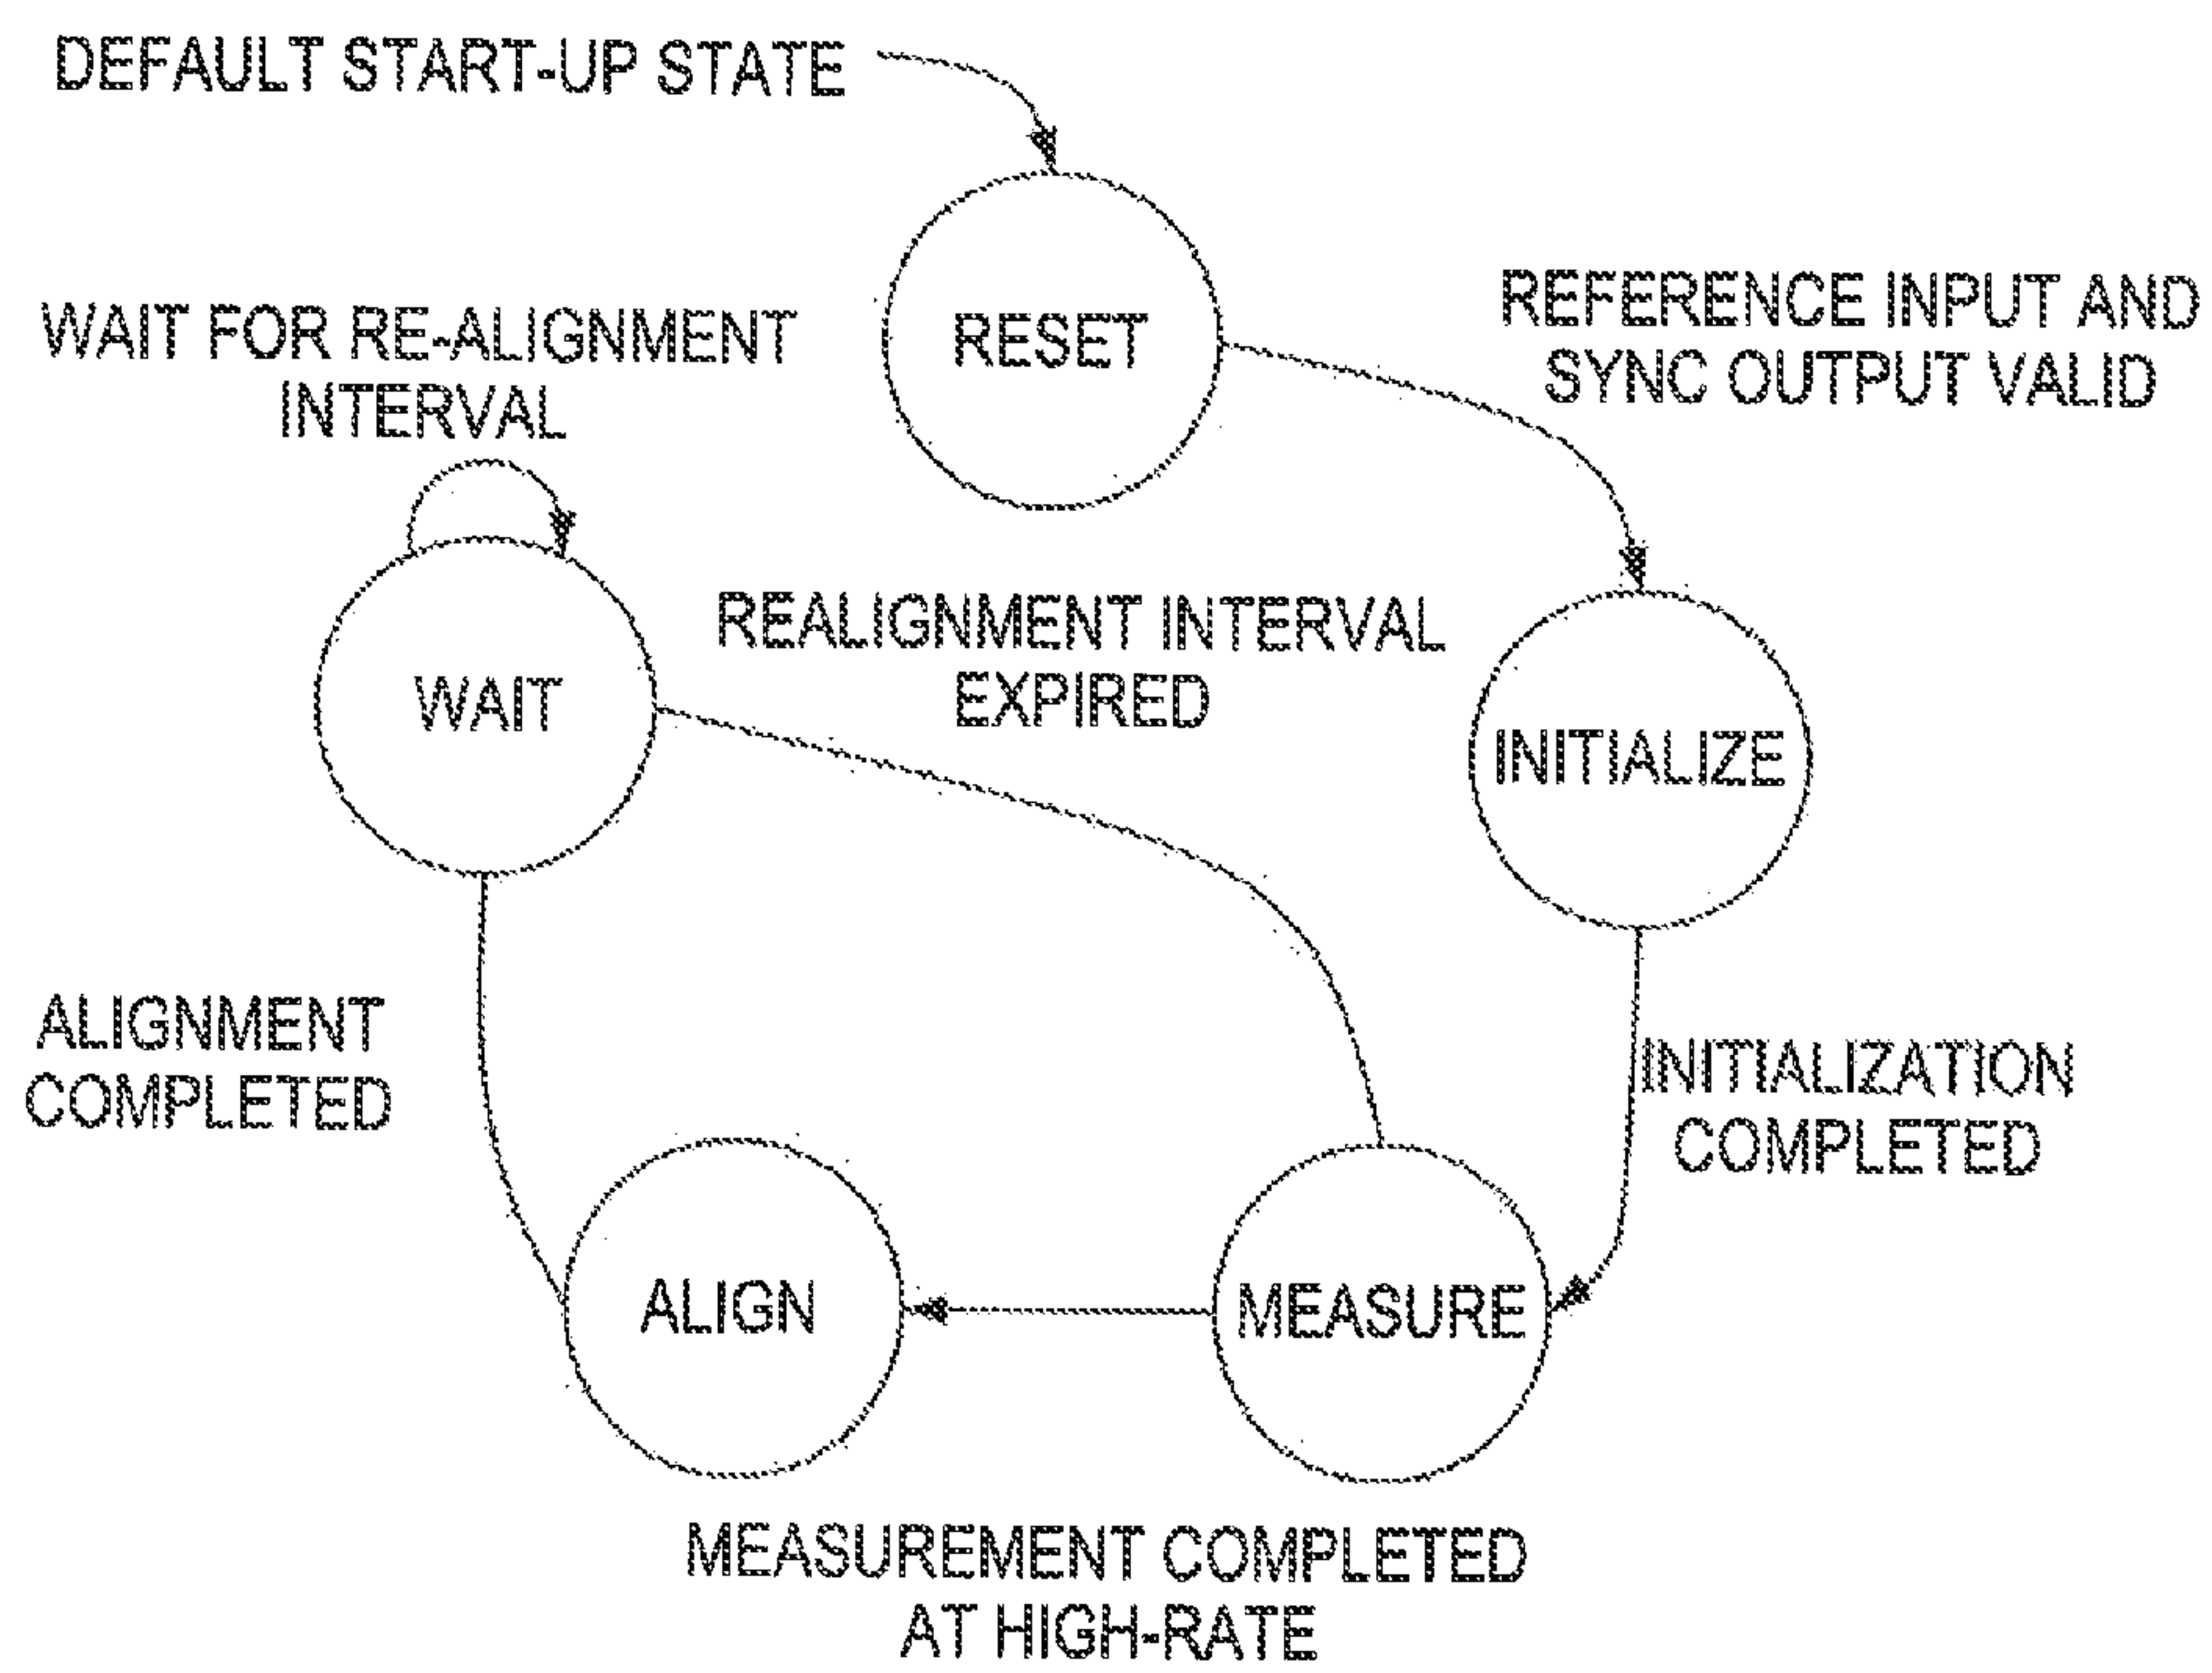 DEFAULT START-UP STATE
RESET
REFERENCE INPUT AND
SYNC OUTPUT VALID
WAIT FOR RE-ALIGNMENT
INTERVAL
WAIT
REALIGNMENT INTERVAL
EXPIRED
INITIALIZE
ALIGNMENT
COMPLETED
INITIALIZATION
COMPLETED
ALIGN
MEASURE
MEASUREMENT COMPLETED
AT HIGH-RATE